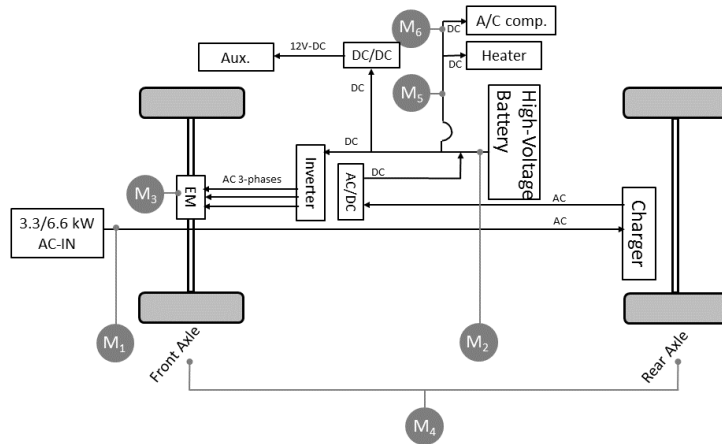 M6
DC
A/C comp.
Aux.
12V-DC
DC/DC
DC
Heater
DC
M5
High-Voltage
Battery
DC
Inverter
AC/DC
DC
EM
AC 3-phases
M3
AC
Charger
3.3/6.6 kW
AC-IN
AC
M1
Front Axle
M2
Rear Axle
M4